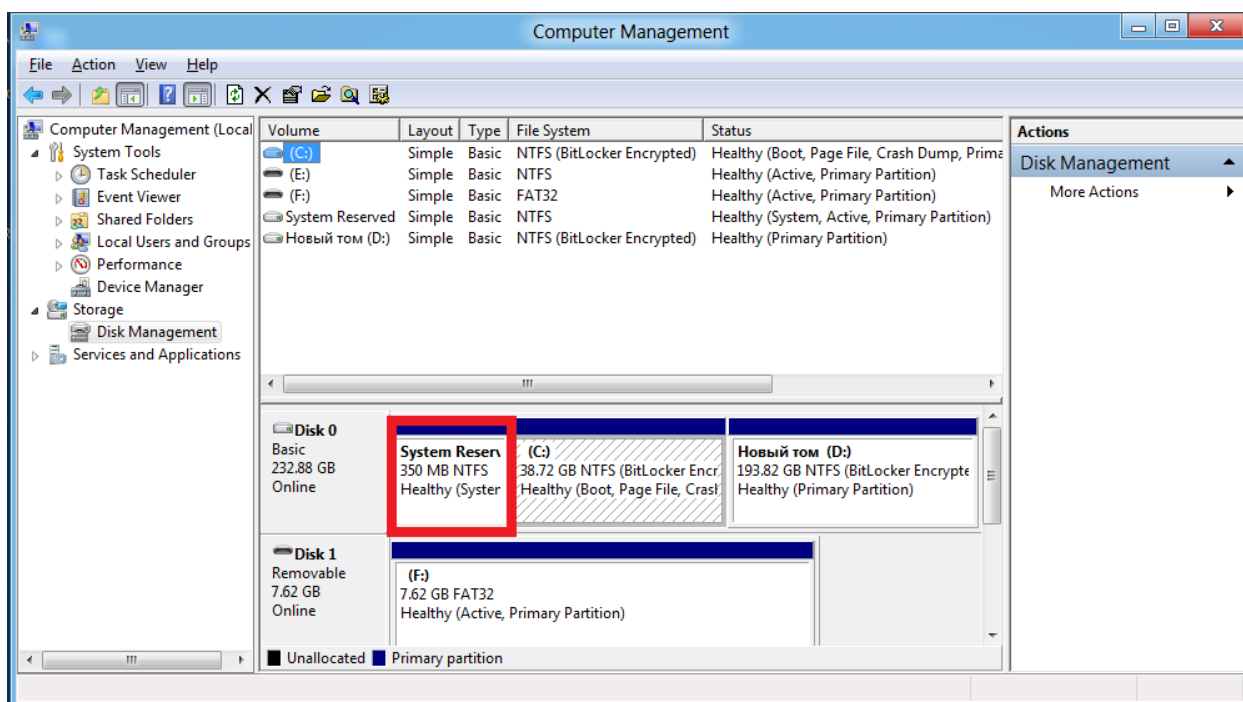 Computer Management
File Action View Help
Computer Management (Local
System Tools
Task Scheduler
Event Viewer
Shared Folders
Local Users and Groups
Performance
Device Manager
Storage
Disk Management
Services and Applications
Volume Layout Type File System Status
(C:) Simple Basic NTFS (BitLocker Encrypted) Healthy (Boot, Page File, Crash Dump, Prima
(E:) Simple Basic NTFS Healthy (Active, Primary Partition)
(F:) Simple Basic FAT32 Healthy (Active, Primary Partition)
System Reserved Simple Basic NTFS Healthy (System, Active, Primary Partition)
Новый том (D:) Simple Basic NTFS (BitLocker Encrypted) Healthy (Primary Partition)
Disk 0
Basic
232.88 GB
Online
System Reserv
350 MB NTFS
Healthy (System
(C:)
38.72 GB NTFS (BitLocker Encr
Healthy (Boot, Page File, Crash
Новый том (D:)
193.82 GB NTFS (BitLocker Encrypte
Healthy (Primary Partition)
Disk 1
Removable
7.62 GB
Online
(F:)
7.62 GB FAT32
Healthy (Active, Primary Partition)
Unallocated Primary partition
Actions
Disk Management
More Actions